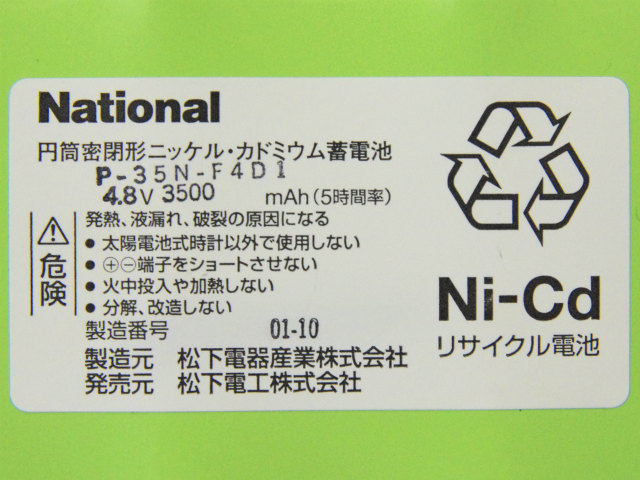 National
円筒密閉形ニッケル・カドミウム蓄電池
P-35N-F4D1
4.8V 3500 mAh(5時間率)
⚠危険
発熱、液漏れ、破裂の原因になる
● 太陽電池式時計以外で使用しない
● ⊕⊖端子をショートさせない
● 火中投入や加熱しない
● 分解、改造しない
製造番号 01-10
製造元 松下電器産業株式会社
発売元 松下電工株式会社
Ni-Cd
リサイクル電池